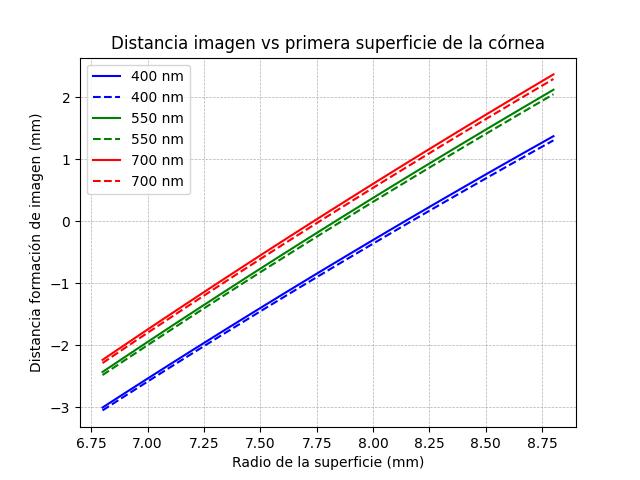 Distancia imagen vs primera superficie de la córnea
400 nm
400 nm
550 nm
550 nm
700 nm
700 nm
Distancia formación de imagen (mm)
2
1
0
−1
−2
−3
6.75 7.00 7.25 7.50 7.75 8.00 8.25 8.50 8.75
Radio de la superficie (mm)